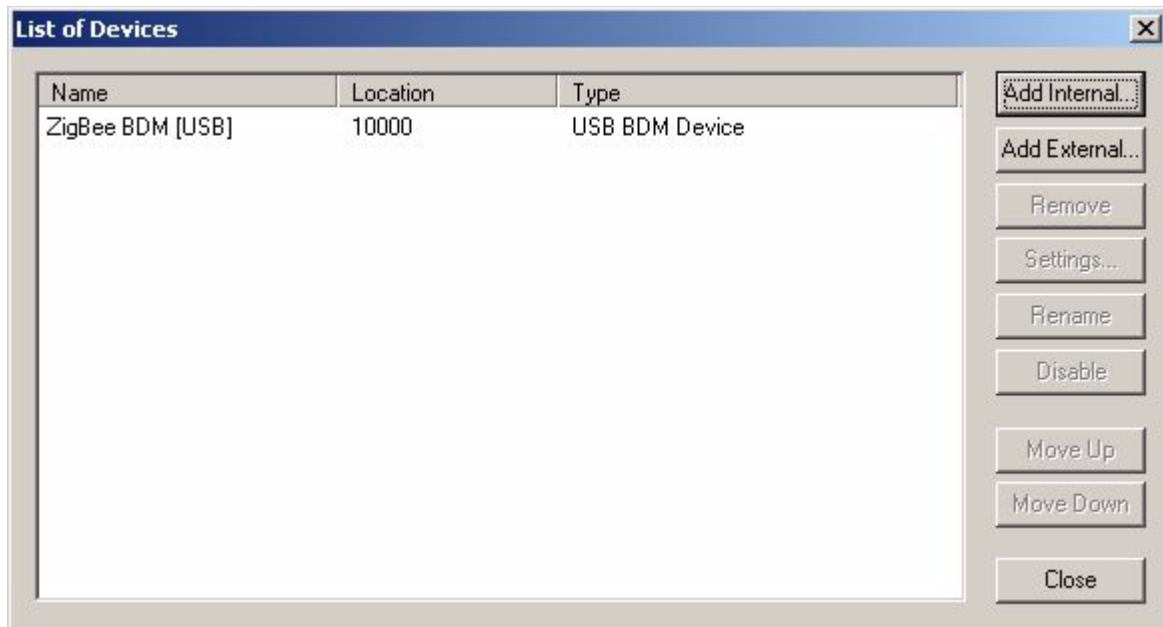 List of Devices
Name Location Type
ZigBee BDM [USB] 10000 USB BDM Device
Add Internal...
Add External...
Remove
Settings...
Rename
Disable
Move Up
Move Down
Close